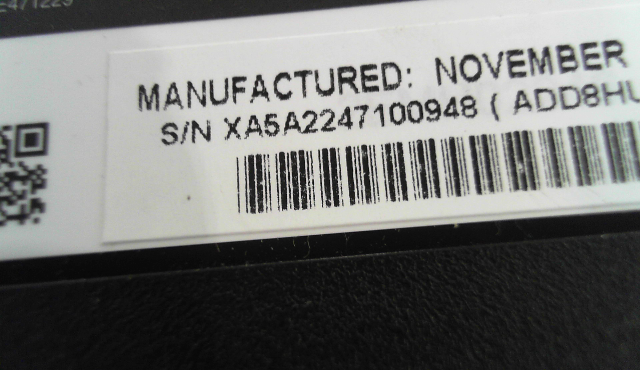 MANUFACTURED: NOVEMBER
S/N XA5A2247100948 ( ADD8HU